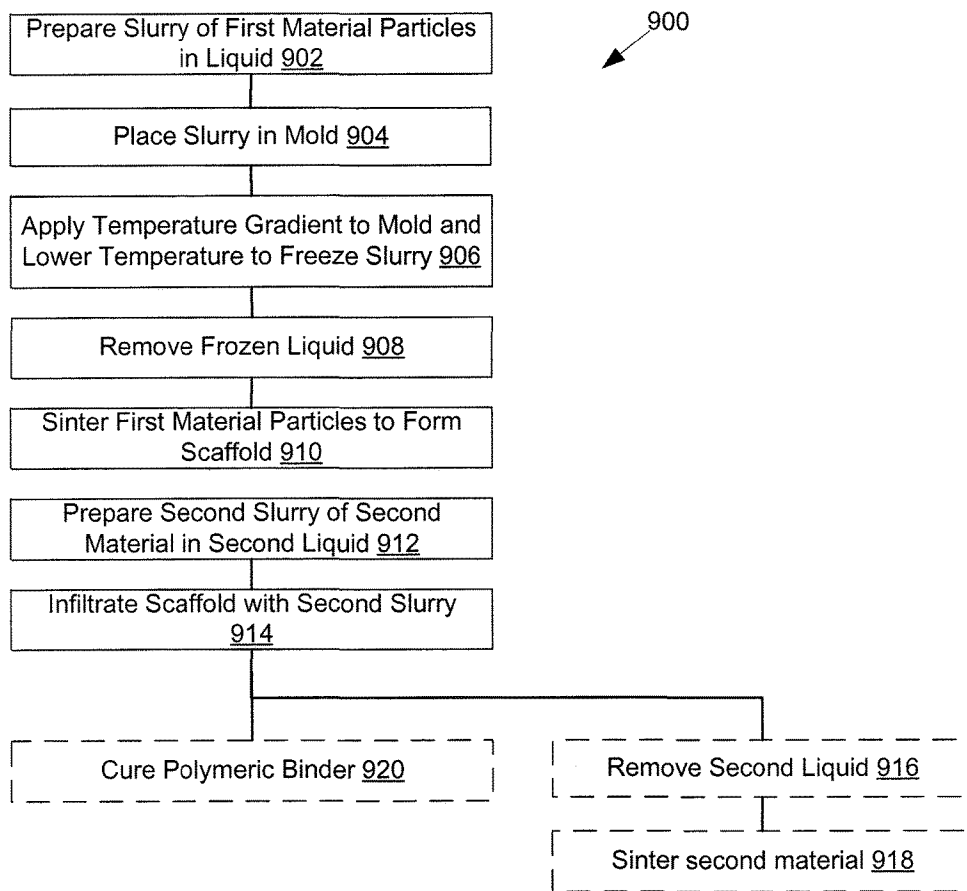 Prepare Slurry of First Material Particles
in Liquid 902
900
Place Slurry in Mold 904
Apply Temperature Gradient to Mold and
Lower Temperature to Freeze Slurry 906
Remove Frozen Liquid 908
Sinter First Material Particles to Form
Scaffold 910
Prepare Second Slurry of Second
Material in Second Liquid 912
Infiltrate Scaffold with Second Slurry
914
Cure Polymeric Binder 920
Remove Second Liquid 916
Sinter second material 918